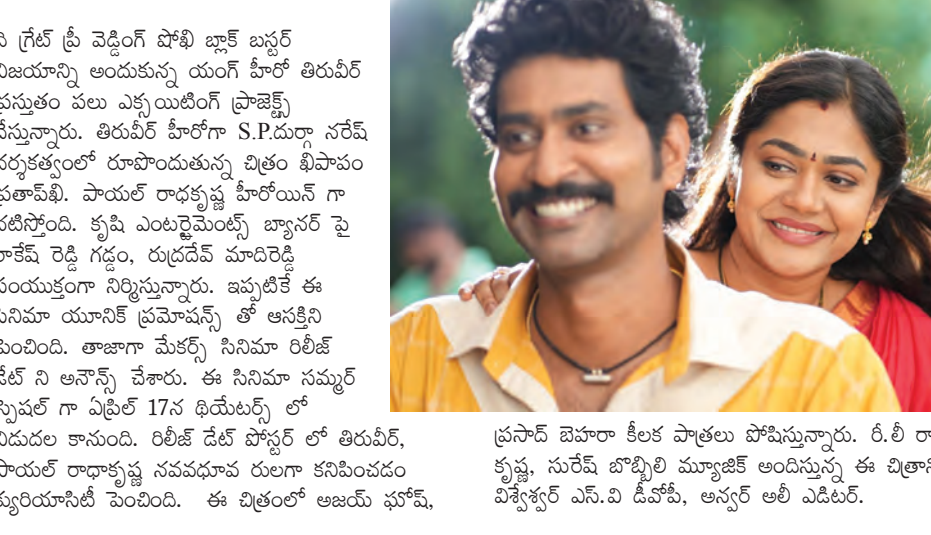 గ్రేట్ ప్రీ వెడ్డింగ్ షోఖి బ్లాక్ బస్టర్
విజయాన్ని అందుకున్న యంగ్ హీరో తిరువీర్
ప్రస్తుతం పలు ఎక్సయిటింగ్ ప్రాజెక్ట్స్
చేస్తున్నారు. తిరువీర్ హీరోగా S.P.దుర్గా నరేష్
దర్శకత్వంలో రూపొందుతున్న చిత్రం ఖిపాపం
ప్రతాప్‌ఖి. పాయల్ రాధకృష్ణ హీరోయిన్ గా
నటిస్తోంది. కృషి ఎంటర్టైమెంట్స్ బ్యానర్ పై
రాకేష్ రెడ్డి గడ్డం, రుద్రదేవ్ మాదిరెడ్డి
సంయుక్తంగా నిర్మిస్తున్నారు. ఇప్పటికే ఈ
సినిమా యూనిక్ ప్రమోషన్స్ తో ఆసక్తిని
పెంచింది. తాజాగా మేకర్స్ సినిమా రిలీజ్
డేట్ ని అనౌన్స్ చేశారు. ఈ సినిమా సమ్మర్
స్పెషల్ గా ఏప్రిల్ 17న థియేటర్స్ లో
విడుదల కానుంది. రిలీజ్ డేట్ పోస్టర్ లో తిరువీర్,
పాయల్ రాధాకృష్ణ నవవధూవ రులగా కనిపించడం
క్యురియాసిటీ పెంచింది. ఈ చిత్రంలో అజయ్ ఘోష్,
ప్రసాద్ బెహరా కీలక పాత్రలు పోషిస్తున్నారు. రీ.లీ
కృష్ణ, సురేష్ బొబ్బిలి మ్యూజిక్ అందిస్తున్న ఈ
విశ్వేశ్వర్ ఎస్.వి డీవోపీ, అన్వర్ అలీ ఎడిటర్.